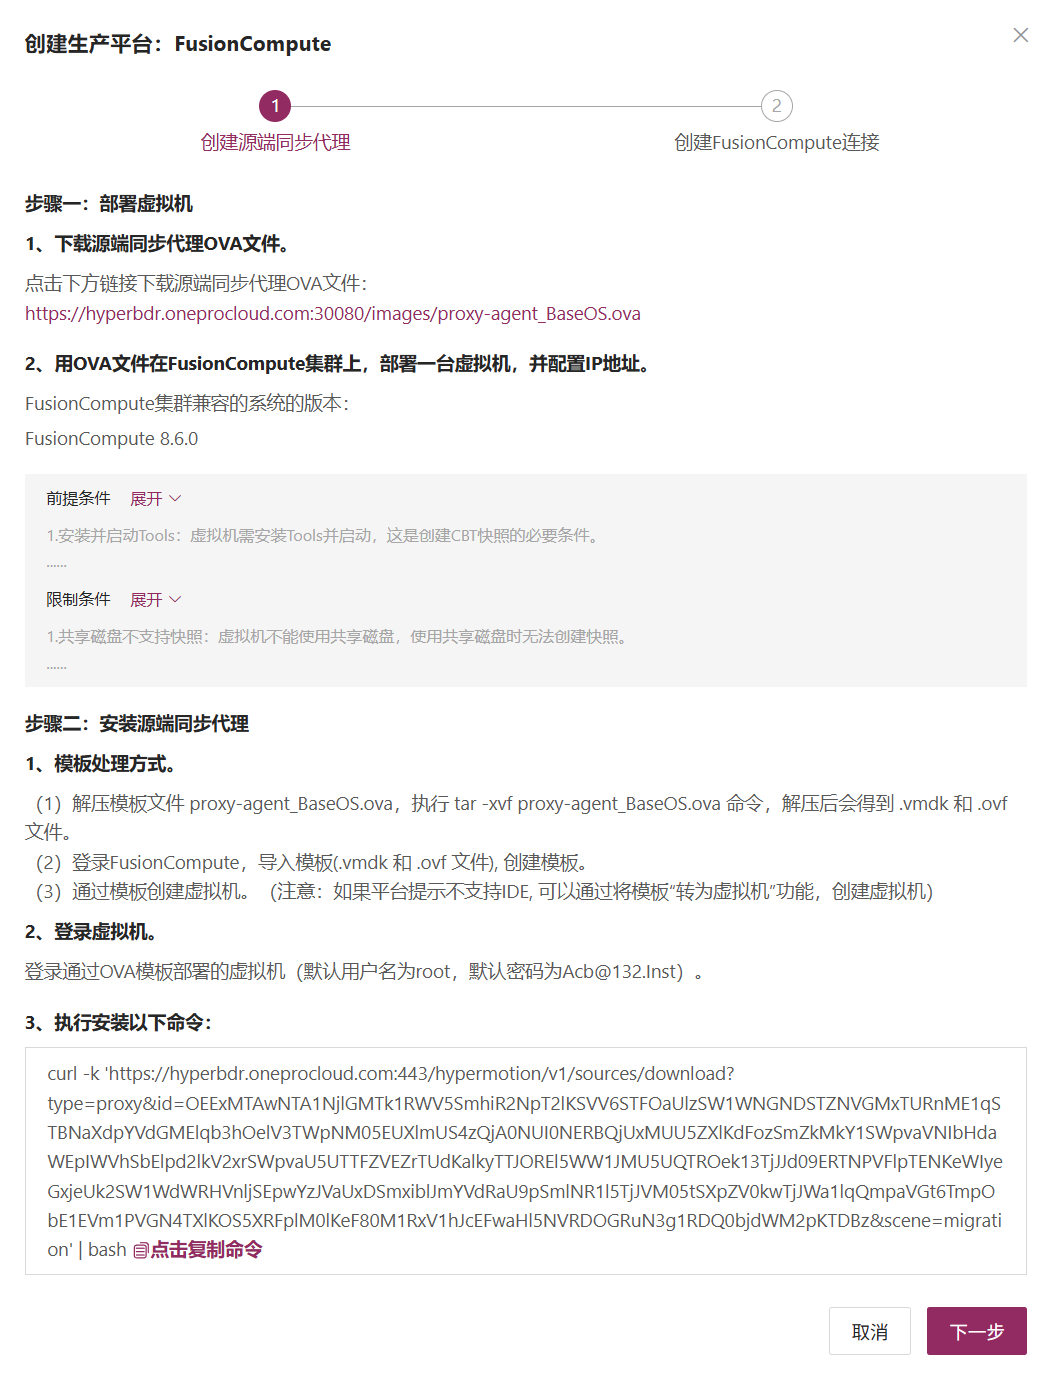 创建生产平台：FusionCompute
1
2
创建源端同步代理
创建FusionCompute连接
步骤一：部署虚拟机
1、下载源端同步代理OVA文件。
点击下方链接下载源端同步代理OVA文件：
https://hyperbdr.oneprocloud.com:30080/images/proxy-agent_BaseOS.ova
2、用OVA文件在FusionCompute集群上，部署一台虚拟机，并配置IP地址。
FusionCompute集群兼容的系统的版本：
FusionCompute 8.6.0
前提条件 展开
1.安装并启动Tools：虚拟机需安装Tools并启动，这是创建CBT快照的必要条件。
......
限制条件 展开
1.共享磁盘不支持快照：虚拟机不能使用共享磁盘，使用共享磁盘时无法创建快照。
......
步骤二：安装源端同步代理
1、模板处理方式。
（1）解压模板文件 proxy-agent_BaseOS.ova，执行 tar -xvf proxy-agent_BaseOS.ova 命令，解压后会得到 .vmdk 和 .ovf
文件。
（2）登录FusionCompute，导入模板(.vmdk 和 .ovf 文件), 创建模板。
（3）通过模板创建虚拟机。（注意：如果平台提示不支持IDE, 可以通过将模板“转为虚拟机”功能，创建虚拟机）
2、登录虚拟机。
登录通过OVA模板部署的虚拟机（默认用户名为root，默认密码为Acb@132.Inst）。
3、执行安装以下命令：
curl -k 'https://hyperbdr.oneprocloud.com:443/hypermotion/v1/sources/download?
type=proxy&id=OEExMTAwNTA1NjlGMTk1RWV5SmhiR2NpT2lKSVV6STFOaUlzSW1WNGNDSTZNVGMxTURnME1qS
TBNaXdpYVdGMElqb3hOelV3TWpNM05EUXlmUS4zQjA0NUI0NERBQjUxMUU5ZXlKdFozSmZkMkY1SWpvaVNIbHda
WEpIWVhSbElpd2lkV2xrSWpvaU5UTTFZVEZrTUdKalkyTTJOREl5WW1JMU5UQTROek13TjJJd09ERTNPVFlpTENKeWIye
GxjeUk2SW1WdWRHVnljSEpwYzJVaUxDSmxiblJmYVdRaU9pSmlNR1l5TjJVM05tSXpZV0kwTjJWa1lqQmpaVGt6TmpO
bE1EVm1PVGN4TXlKOS5XRFplM0lKeF80M1RxV1hJcEFwaHl5NVRDOGRuN3g1RDQ0bjdWM2pKTDBz&scene=migrati
on' | bash 点击复制命令
取消
下一步